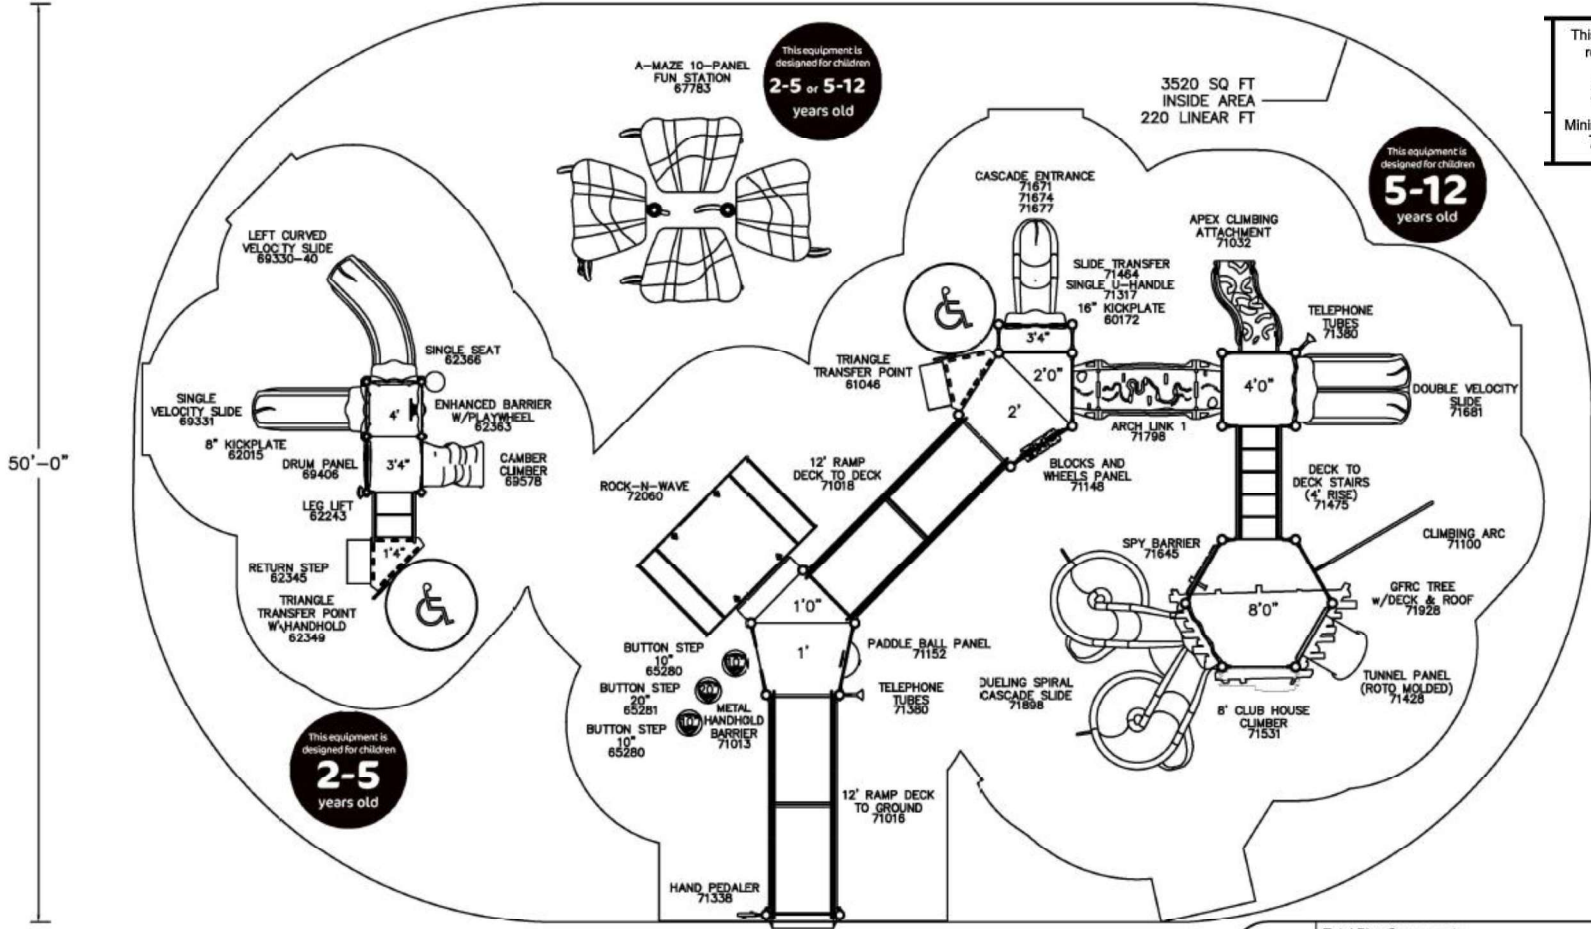 50'-0"
A-MAZE 10-PANEL
FUN STATION
67783
This equipment is
designed for children
2-5 or 5-12
years old
3520 SQ FT
INSIDE AREA
220 LINEAR FT
This equipment is
designed for children
5-12
years old
LEFT CURVED
VELOCITY SLIDE
69330-40
SINGLE SEAT
62366
SINGLE
VELOCITY SLIDE
69331
4'
ENHANCED BARRIER
W/PLAYWHEEL
62363
8" KICKPLATE
62015
DRUM PANEL
69406
3'4"
CAMBER
CLIMBER
69578
LEG LIFT
62243
1'4"
RETURN STEP
62345
TRIANGLE
TRANSFER POINT
W\HANDHOLD
62349
This equipment is
designed for children
2-5
years old
CASCADE ENTRANCE
71671
71674
71677
SLIDE TRANSFER
71464
SINGLE U-HANDLE
71317
16" KICKPLATE
60172
3'4"
APEX CLIMBING
ATTACHMENT
71032
TELEPHONE
TUBES
71380
TRIANGLE
TRANSFER POINT
61046
2'0"
2'
4'0"
DOUBLE VELOCITY
SLIDE
71681
ARCH LINK 1
71798
BLOCKS AND
WHEELS PANEL
71148
12' RAMP
DECK TO DECK
71018
ROCK-N-WAVE
72060
DECK TO
DECK STAIRS
(4' RISE)
71475
SPY BARRIER
71645
CLIMBING ARC
71100
GFRC TREE
w/DECK & ROOF
71928
8'0"
1'0"
1'
PADDLE BALL PANEL
71152
BUTTON STEP
10"
65280
10"
BUTTON STEP
20"
65281
20"
BUTTON STEP
10"
65280
10"
METAL
HANDHOLD
BARRIER
71013
TELEPHONE
TUBES
71380
DUELING SPIRAL
CASCADE SLIDE
71898
8' CLUB HOUSE
CLIMBER
71531
TUNNEL PANEL
(ROTO MOLDED)
71428
12' RAMP DECK
TO GROUND
71016
HAND PEDALER
71338